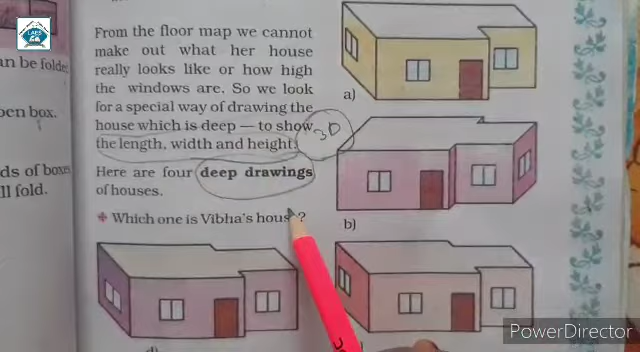 LAES
an be folde
pen box.
ds of boxes
ll fold.
From the floor map we cannot
make out what her house
really looks like or how high
the windows are. So we look
for a special way of drawing the
house which is deep — to show
the length, width and height.
3D
Here are four deep drawings
of houses.
Which one is Vibha's house?
a)
b)
d)
PowerDirector